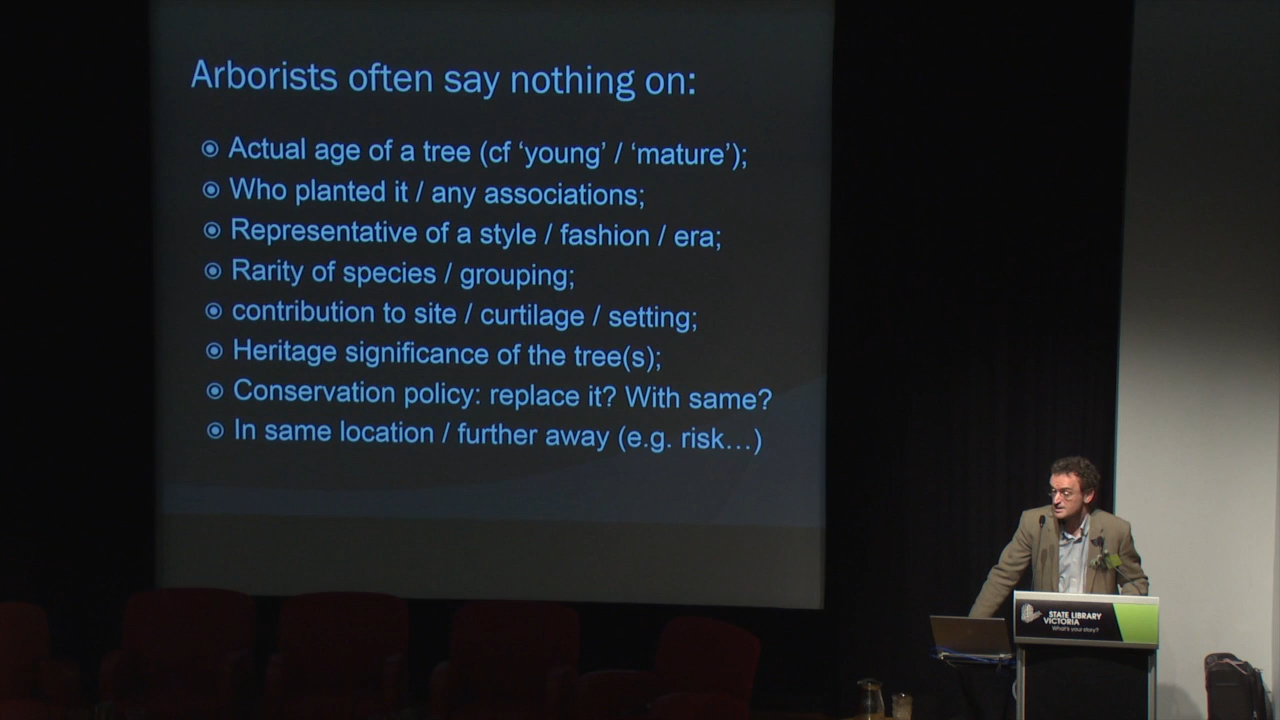 Arborists often say nothing on:
Actual age of a tree (cf ‘young’ / ‘mature’);
Who planted it / any associations;
Representative of a style / fashion / era;
Rarity of species / grouping;
contribution to site / curtilage / setting;
Heritage significance of the tree(s);
Conservation policy: replace it? With same?
In same location / further away (e.g. risk…)
STATE LIBRARY
VICTORIA
What's your story?